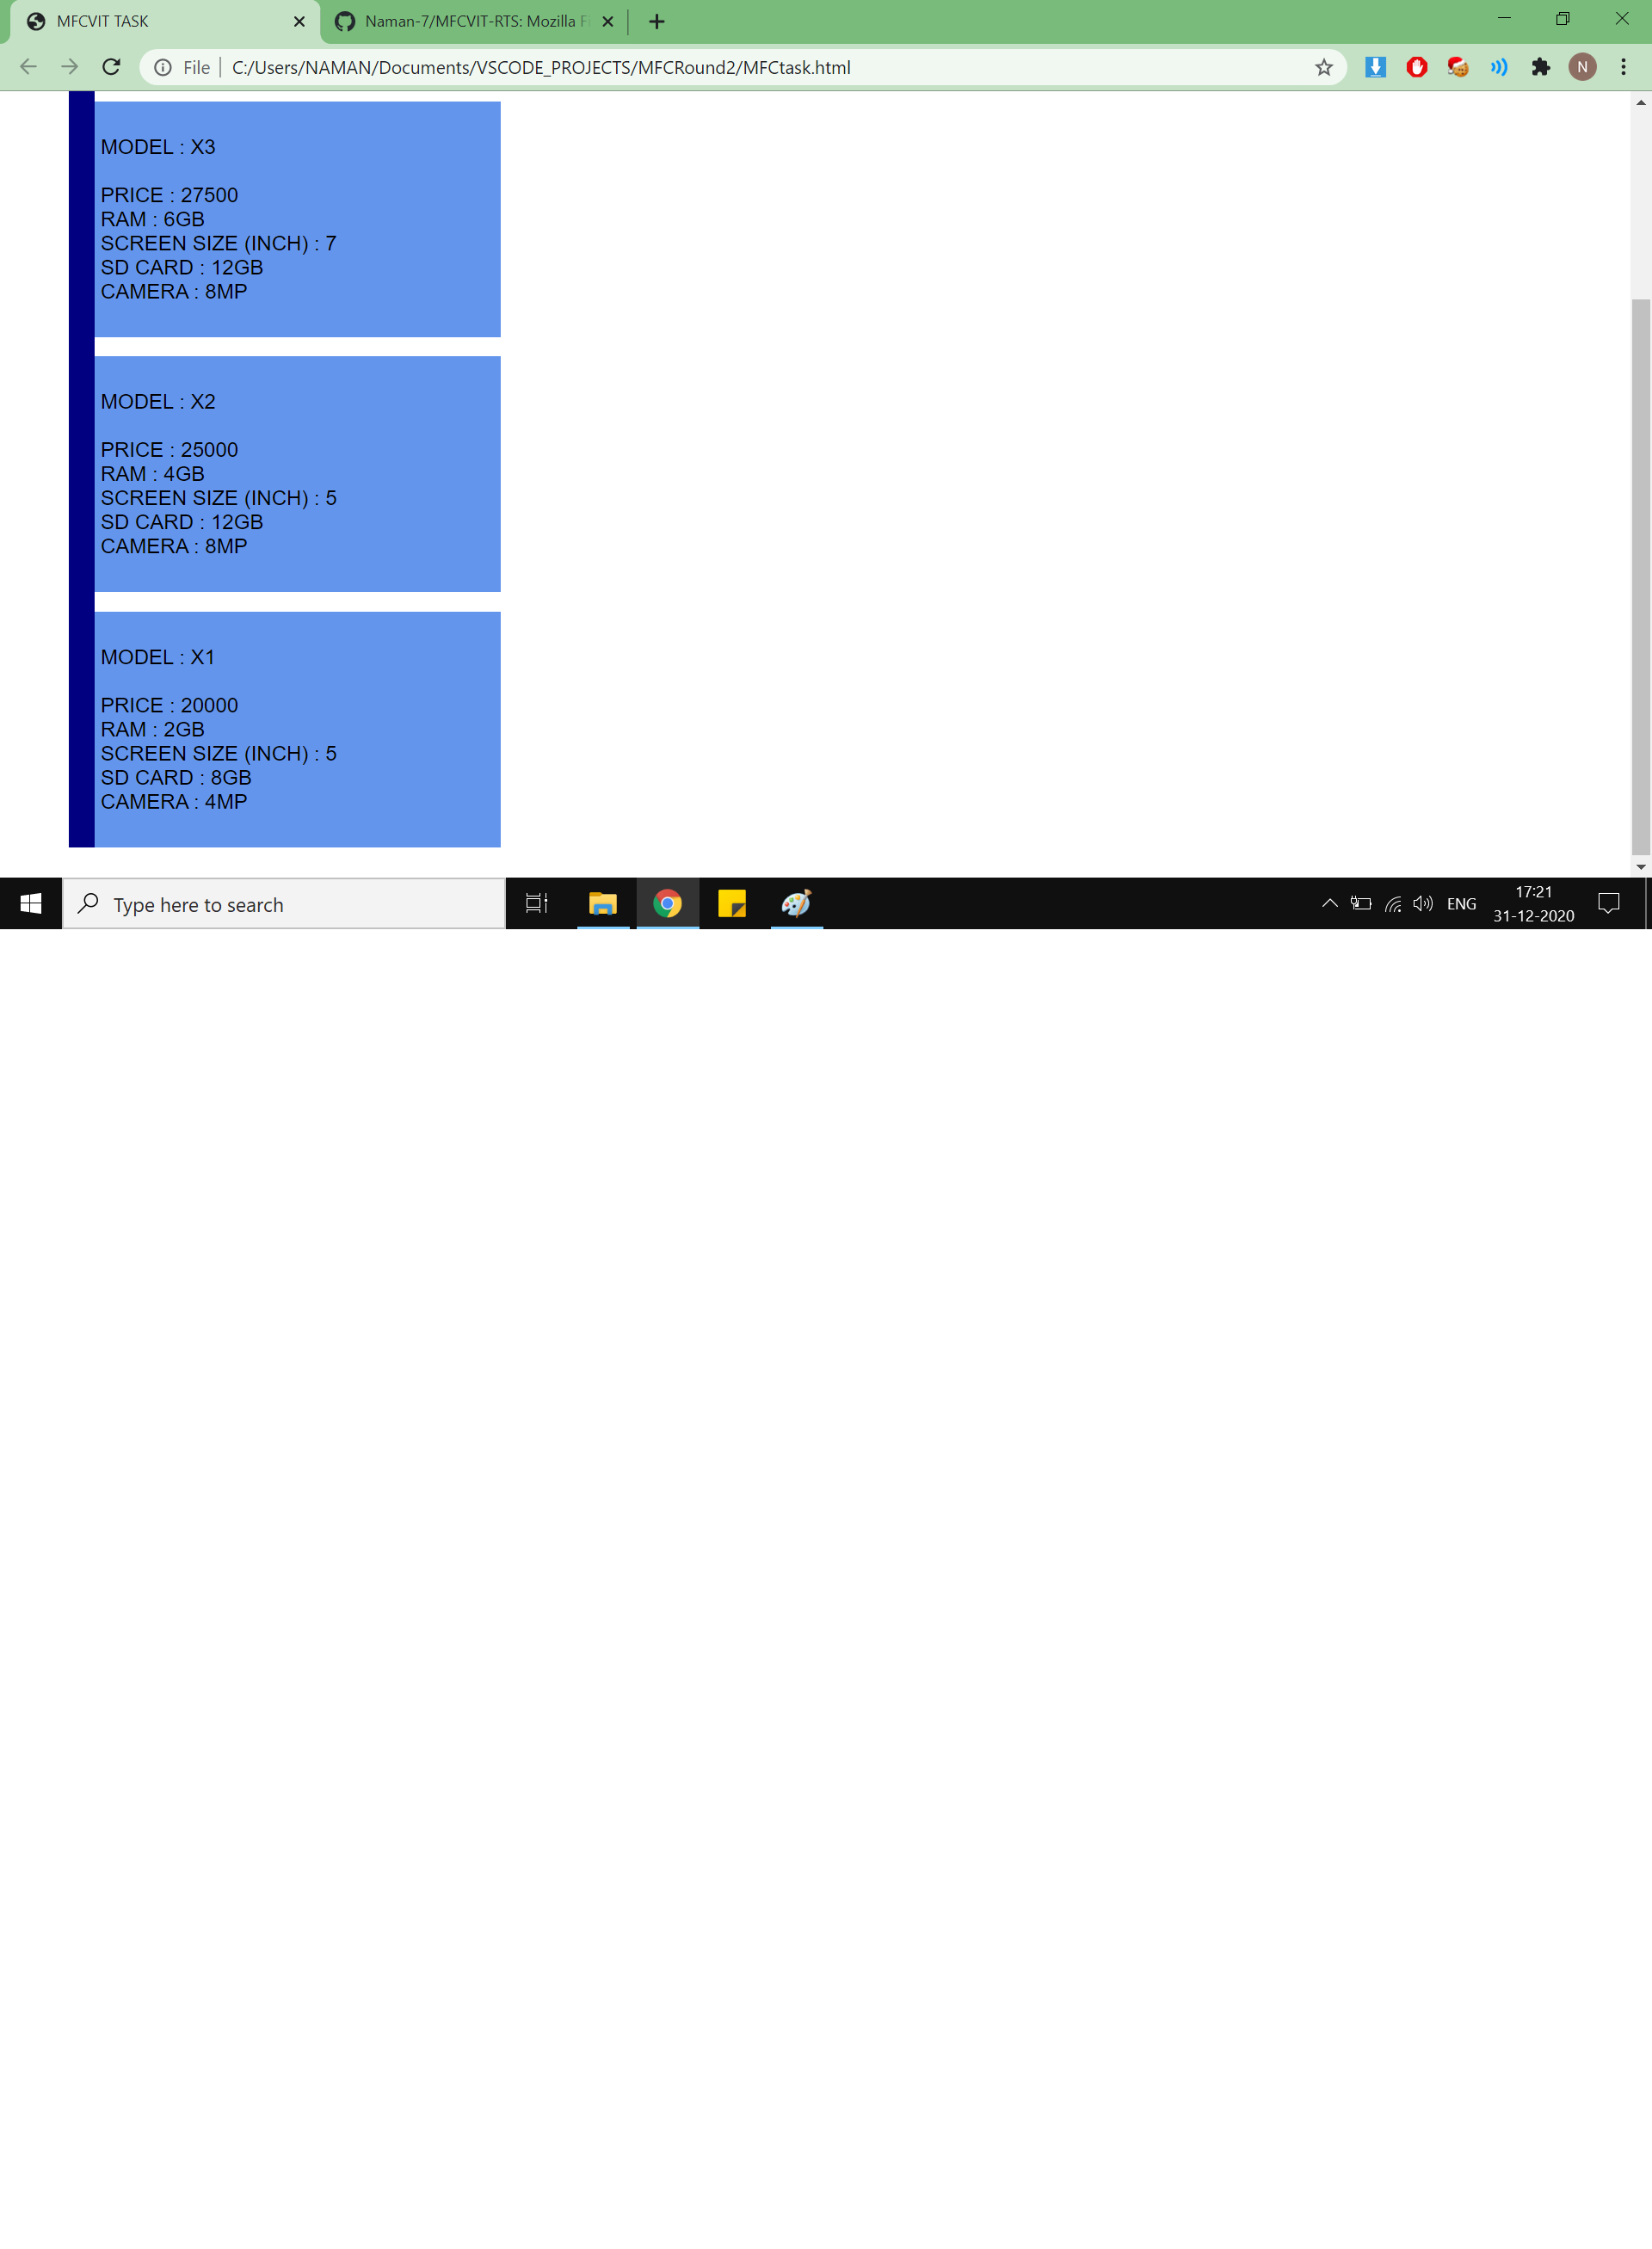 MFCVIT TASK
Naman-7/MFCVIT-RTS: Mozilla Fi
File
C:/Users/NAMAN/Documents/VSCODE_PROJECTS/MFCRound2/MFCtask.html
N
MODEL : X3
PRICE : 27500
RAM : 6GB
SCREEN SIZE (INCH) : 7
SD CARD : 12GB
CAMERA : 8MP
MODEL : X2
PRICE : 25000
RAM : 4GB
SCREEN SIZE (INCH) : 5
SD CARD : 12GB
CAMERA : 8MP
MODEL : X1
PRICE : 20000
RAM : 2GB
SCREEN SIZE (INCH) : 5
SD CARD : 8GB
CAMERA : 4MP
Type here to search
ENG
17:21
31-12-2020